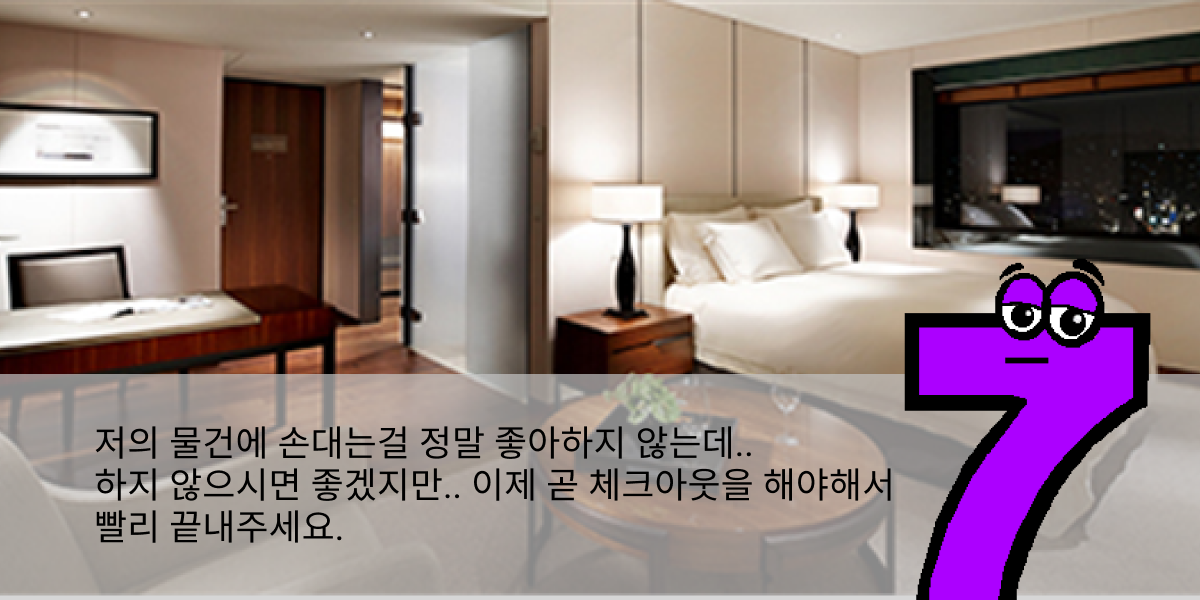 저의 물건에 손대는걸 정말 좋아하지 않는데..
하지 않으시면 좋겠지만.. 이제 곧 체크아웃을 해야해서
빨리 끝내주세요.